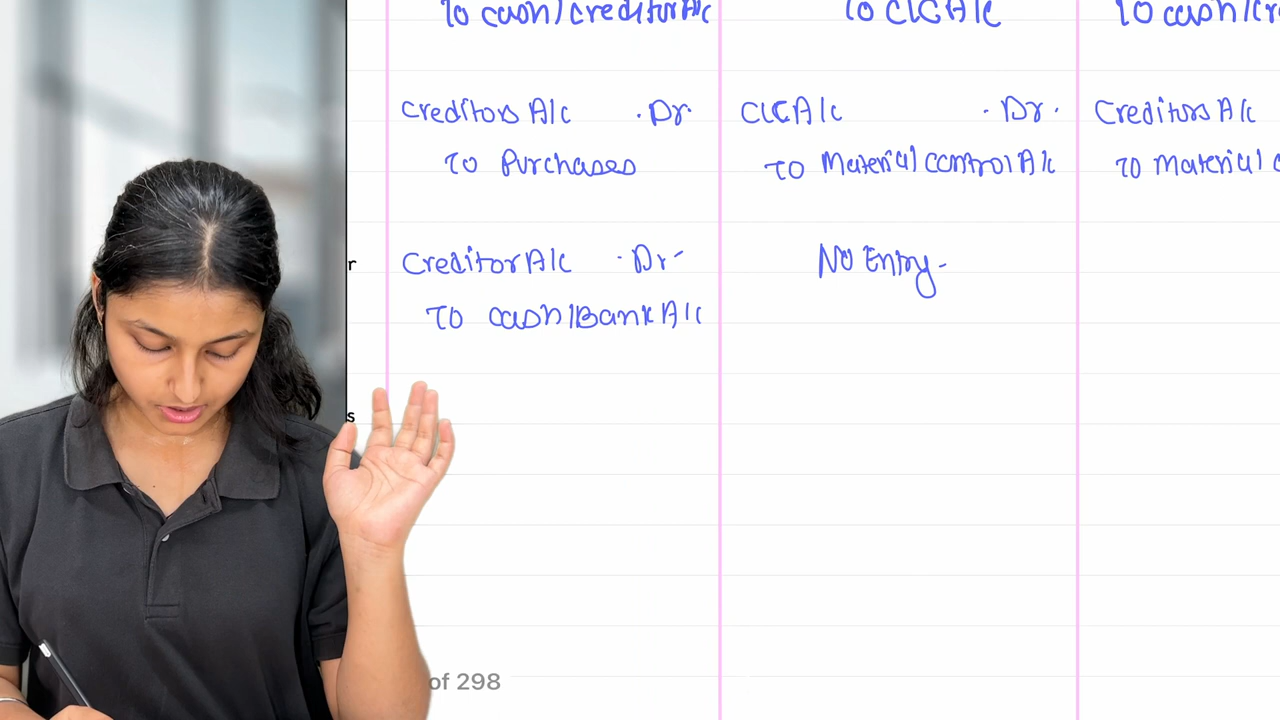 To cash/creditor A/c
To CLC A/c
To cash/cre
Creditors A/c . Dr.
CLC A/c . Dr.
Creditors A/c
To Purchases
To Material control A/c
To Material c
r
Creditor A/c . Dr.
No Entry.
To cash/Bank A/c
s
of 298